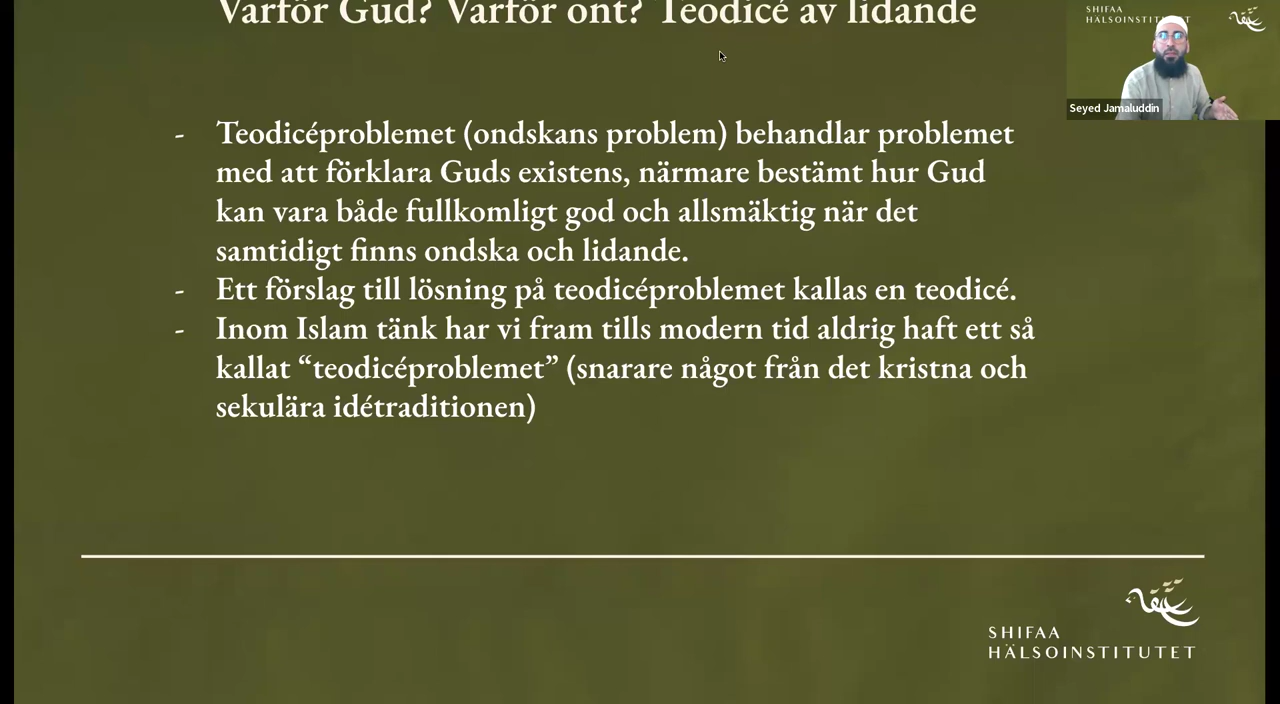 Varför Gud? Varför ont? Teodicé av lidande
SHIFAA
HÄLSOINSTITUTET
Seyed Jamaluddin
- Teodicéproblemet (ondskans problem) behandlar problemet
med att förklara Guds existens, närmare bestämt hur Gud
kan vara både fullkomligt god och allsmäktig när det
samtidigt finns ondska och lidande.
- Ett förslag till lösning på teodicéproblemet kallas en teodicé.
- Inom Islam tänk har vi fram tills modern tid aldrig haft ett så
kallat “teodicéproblemet” (snarare något från det kristna och
sekulära idétraditionen)
SHIFAA
HÄLSOINSTITUTET